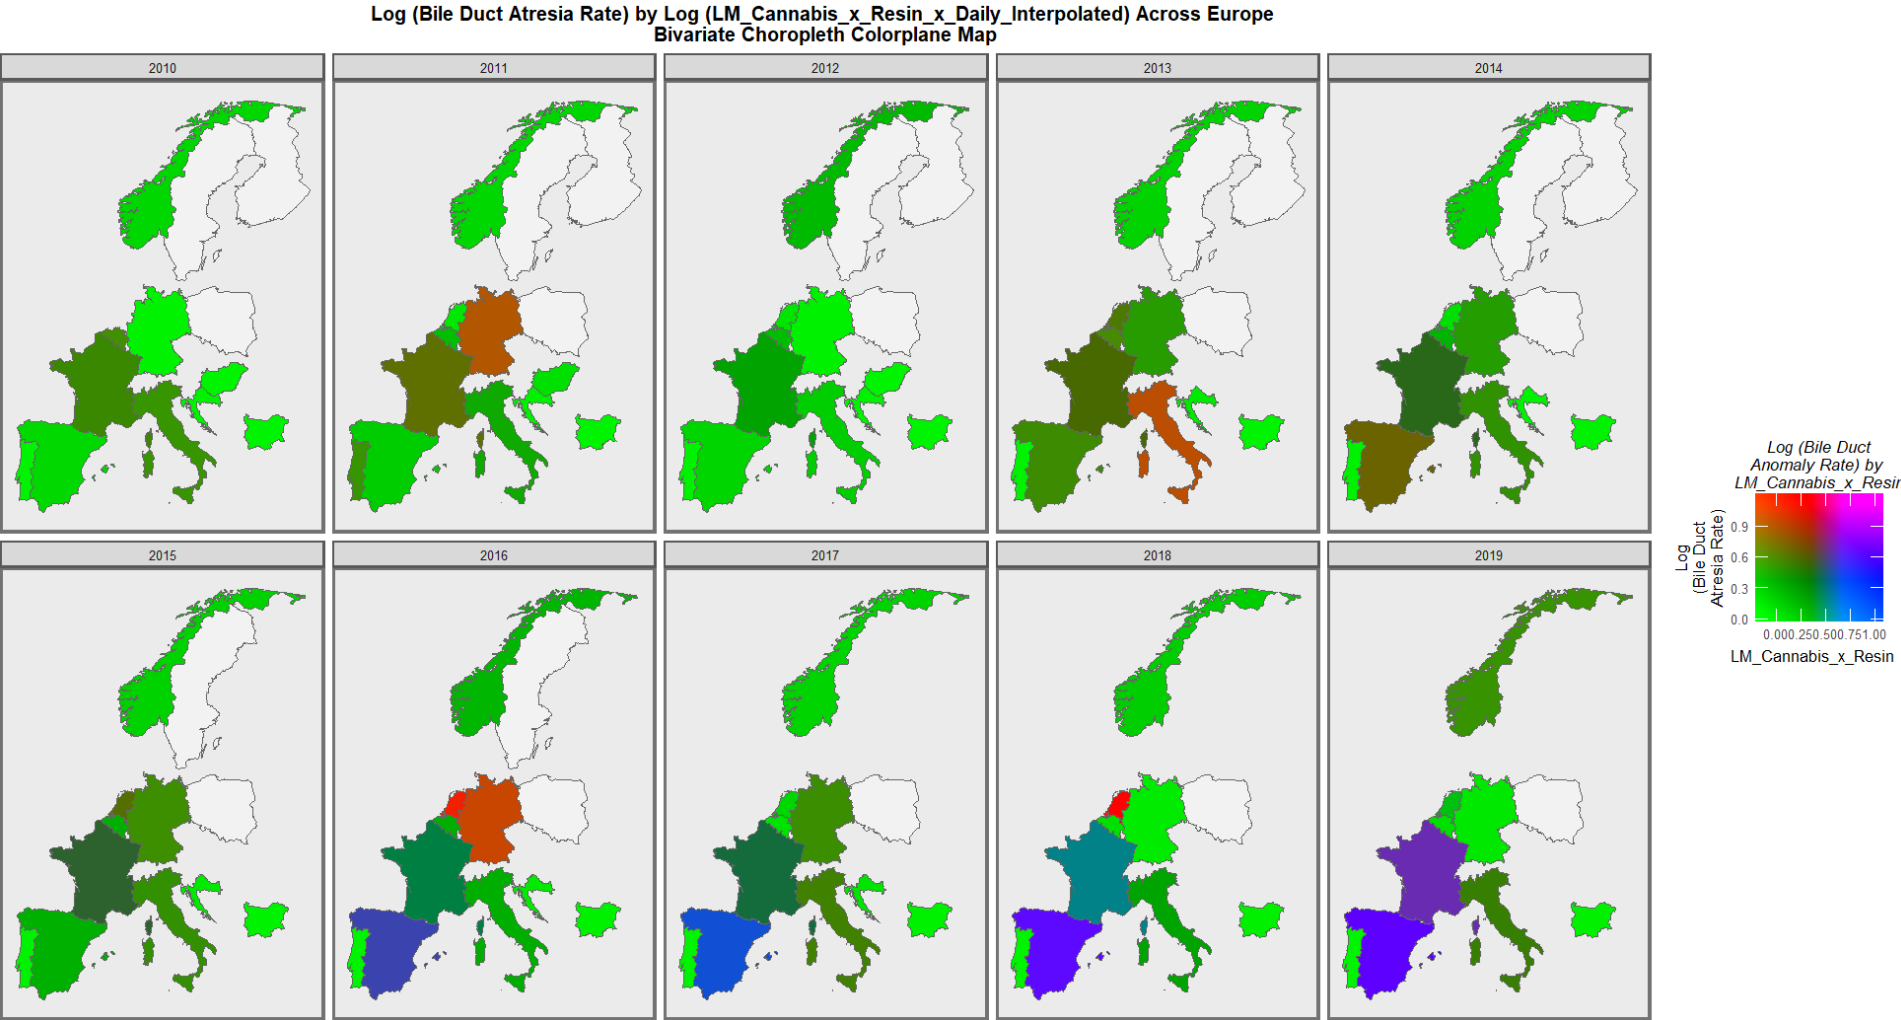 Log (Bile Duct Atresia Rate) by Log (LM_Cannabis_x_Resin_x_Daily_Interpolated) Across Europe
Bivariate Choropleth Colorplane Map
2010
2011
2012
2013
2014
2015
2016
2017
2018
2019
Log (Bile Duct
Anomaly Rate) by
LM_Cannabis_x_Resin
Log
(Bile Duct
Atresia Rate)
0.9
0.6
0.3
0.0
0.000.250.500.751.00
LM_Cannabis_x_Resin